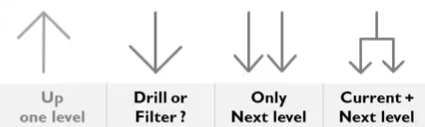 Up
one level
Drill or
Filter ?
Only
Next level
Current +
Next level